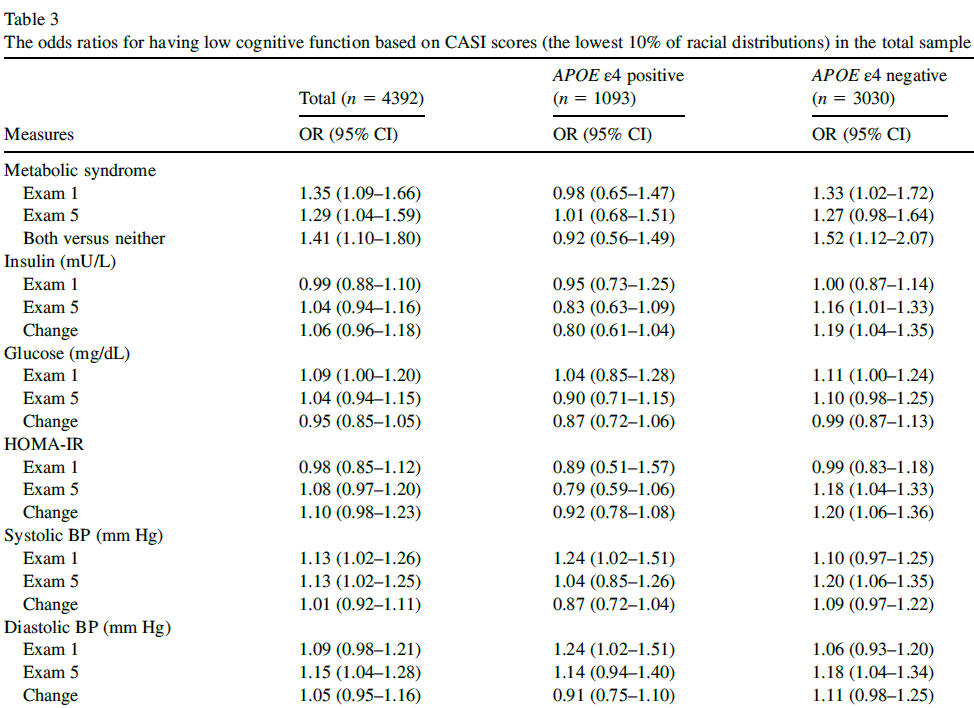 Table 3
The odds ratios for having low cognitive function based on CASI scores (the lowest 10% of racial distributions) in the total sample
Measures Total (n = 4392) APOE ε4 positive (n = 1093) APOE ε4 negative (n = 3030)
OR (95% CI) OR (95% CI) OR (95% CI)
Metabolic syndrome
Exam 1 1.35 (1.09–1.66) 0.98 (0.65–1.47) 1.33 (1.02–1.72)
Exam 5 1.29 (1.04–1.59) 1.01 (0.68–1.51) 1.27 (0.98–1.64)
Both versus neither 1.41 (1.10–1.80) 0.92 (0.56–1.49) 1.52 (1.12–2.07)
Insulin (mU/L)
Exam 1 0.99 (0.88–1.10) 0.95 (0.73–1.25) 1.00 (0.87–1.14)
Exam 5 1.04 (0.94–1.16) 0.83 (0.63–1.09) 1.16 (1.01–1.33)
Change 1.06 (0.96–1.18) 0.80 (0.61–1.04) 1.19 (1.04–1.35)
Glucose (mg/dL)
Exam 1 1.09 (1.00–1.20) 1.04 (0.85–1.28) 1.11 (1.00–1.24)
Exam 5 1.04 (0.94–1.15) 0.90 (0.71–1.15) 1.10 (0.98–1.25)
Change 0.95 (0.85–1.05) 0.87 (0.72–1.06) 0.99 (0.87–1.13)
HOMA-IR
Exam 1 0.98 (0.85–1.12) 0.89 (0.51–1.57) 0.99 (0.83–1.18)
Exam 5 1.08 (0.97–1.20) 0.79 (0.59–1.06) 1.18 (1.04–1.33)
Change 1.10 (0.98–1.23) 0.92 (0.78–1.08) 1.20 (1.06–1.36)
Systolic BP (mm Hg)
Exam 1 1.13 (1.02–1.26) 1.24 (1.02–1.51) 1.10 (0.97–1.25)
Exam 5 1.13 (1.02–1.25) 1.04 (0.85–1.26) 1.20 (1.06–1.35)
Change 1.01 (0.92–1.11) 0.87 (0.72–1.04) 1.09 (0.97–1.22)
Diastolic BP (mm Hg)
Exam 1 1.09 (0.98–1.21) 1.24 (1.02–1.51) 1.06 (0.93–1.20)
Exam 5 1.15 (1.04–1.28) 1.14 (0.94–1.40) 1.18 (1.04–1.34)
Change 1.05 (0.95–1.16) 0.91 (0.75–1.10) 1.11 (0.98–1.25)